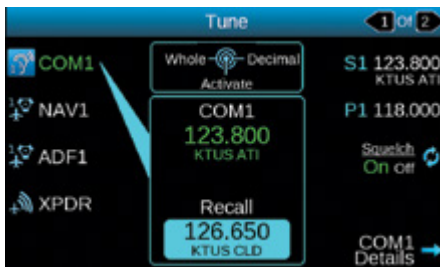 Tune
1 Of 2
COM1
NAV1
ADF1
XPDR
Whole Decimal
Activate
COM1
123.800
KTUS ATI
Recall
126.650
KTUS CLD
S1 123.800
KTUS ATI
P1 118.000
Squelch
On Off
COM1
Details